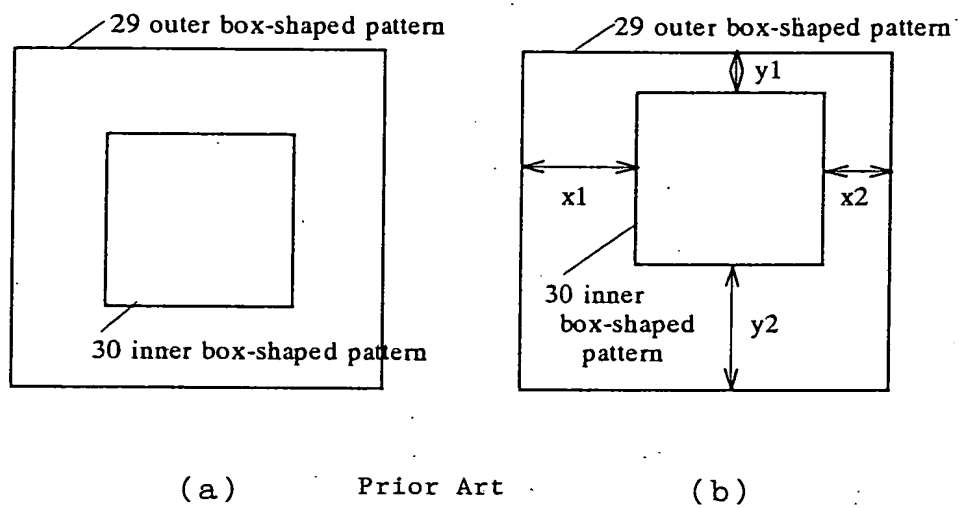 29 outer box-shaped pattern
30 inner box-shaped pattern
29 outer box-shaped pattern
y1
x1
x2
30 inner
box-shaped
pattern
y2
(a)
Prior Art
(b)